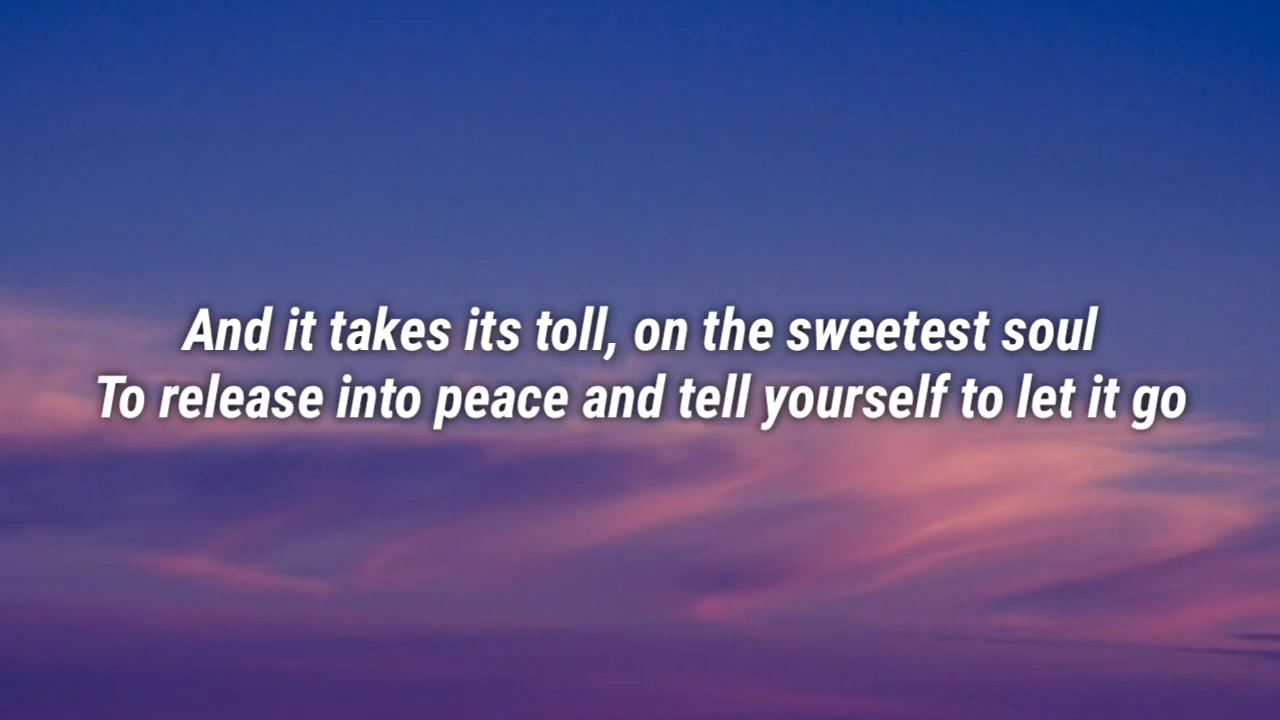 And it takes its toll, on the sweetest soul
To release into peace and tell yourself to let it go